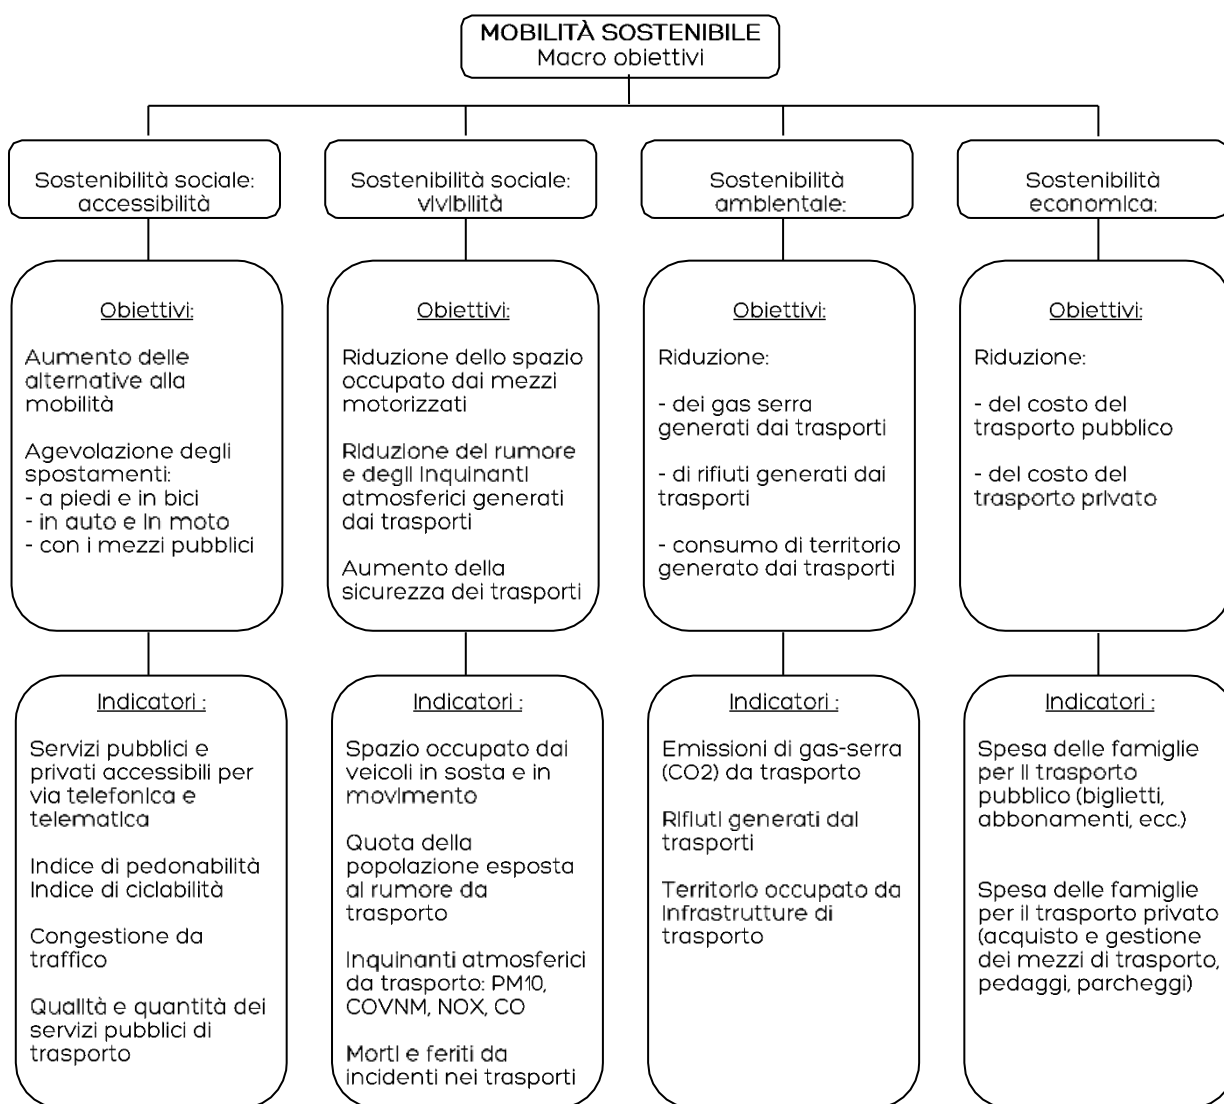 MOBILITÀ SOSTENIBILE
Macro obiettivi
Sostenibilità sociale:
accessibilità
Sostenibilità sociale:
vivibilità
Sostenibilità
ambientale:
Sostenibilità
economica:
Obiettivi:
Aumento delle
alternative alla
mobilità
Agevolazione degli
spostamenti:
- a piedi e in bici
- in auto e in moto
- con i mezzi pubblici
Obiettivi:
Riduzione dello spazio
occupato dai mezzi
motorizzati
Riduzione del rumore
e degli inquinanti
atmosferici generati
dai trasporti
Aumento della
sicurezza dei trasporti
Obiettivi:
Riduzione:
- dei gas serra
generati dai trasporti
- di rifiuti generati dai
trasporti
- consumo di territorio
generato dai trasporti
Obiettivi:
Riduzione:
- del costo del
trasporto pubblico
- del costo del
trasporto privato
Indicatori :
Servizi pubblici e
privati accessibili per
via telefonica e
telematica
Indice di pedonabilità
Indice di ciclabilità
Congestione da
traffico
Qualità e quantità dei
servizi pubblici di
trasporto
Indicatori :
Spazio occupato dai
veicoli in sosta e in
movimento
Quota della
popolazione esposta
al rumore da
trasporto
Inquinanti atmosferici
da trasporto: PM10,
COVNM, NOX, CO
Morti e feriti da
incidenti nei trasporti
Indicatori :
Emissioni di gas-serra
(CO2) da trasporto
Rifiuti generati dai
trasporti
Territorio occupato da
infrastrutture di
trasporto
Indicatori :
Spesa delle famiglie
per il trasporto
pubblico (biglietti,
abbonamenti, ecc.)
Spesa delle famiglie
per il trasporto privato
(acquisto e gestione
dei mezzi di trasporto,
pedaggi, parcheggi)